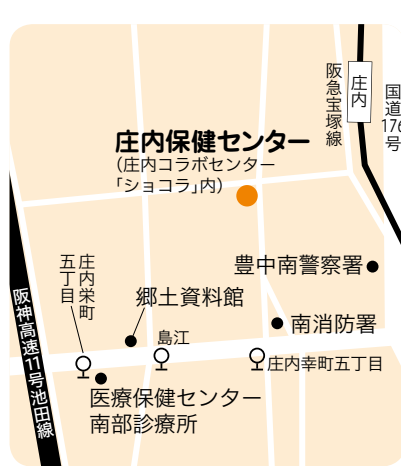 阪急宝塚線
庄内
国道176号
庄内保健センター
(庄内コラボセンター
「ショコラ」内)
豊中南警察署
庄内栄町
五丁目
郷土資料館
南消防署
島江
庄内幸町五丁目
阪神高速11号池田線
医療保健センター
南部診療所